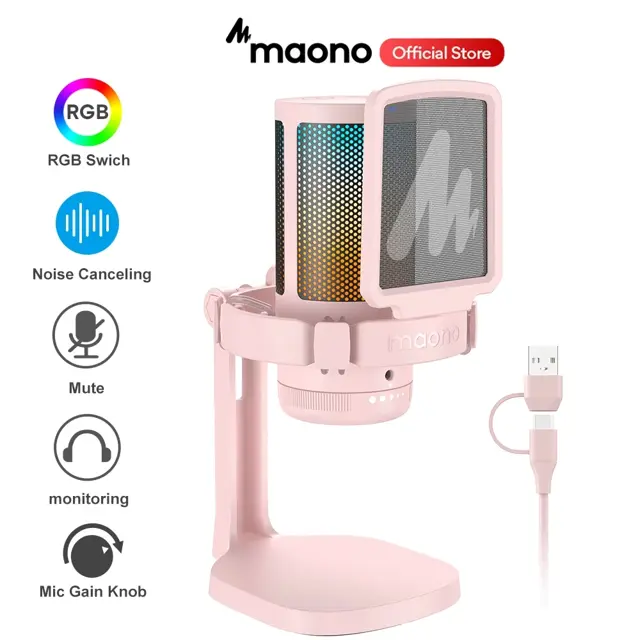 maono Official Store
RGB
RGB Swich
Noise Canceling
Mute
monitoring
Mic Gain Knob
maono